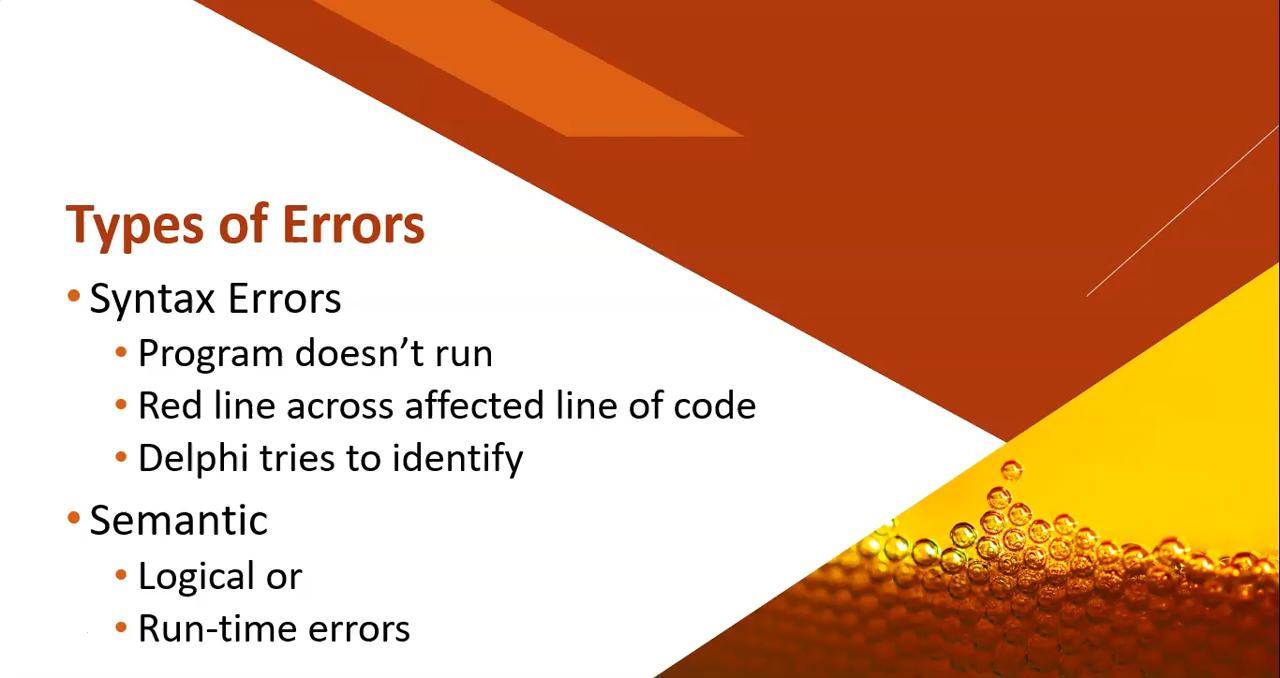 Types of Errors
• Syntax Errors
• Program doesn’t run
• Red line across affected line of code
• Delphi tries to identify
• Semantic
• Logical or
• Run-time errors